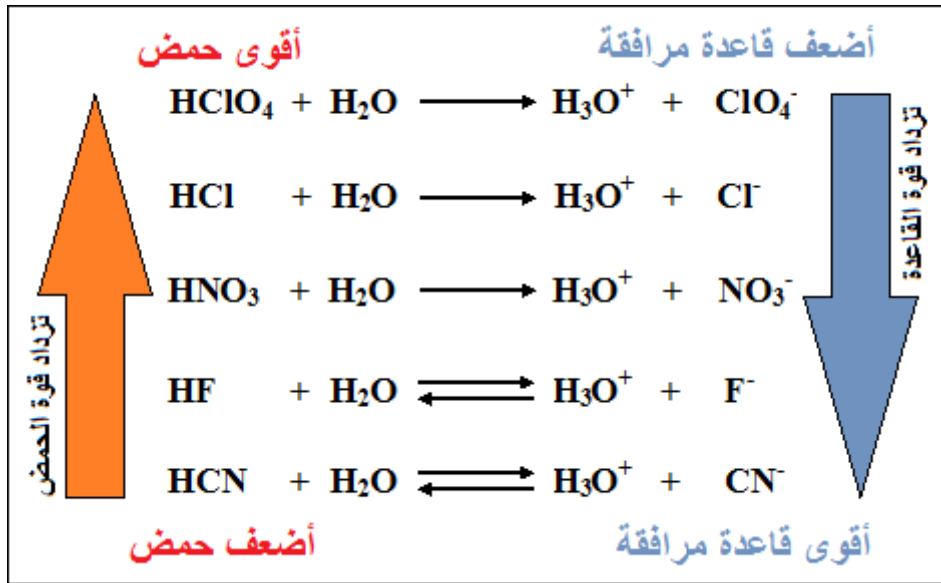 أقوى حمض أضعف قاعدة مرافقة
HClO₄ + H₂O ⟶ H₃O⁺ + ClO₄⁻
HCl + H₂O ⟶ H₃O⁺ + Cl⁻
HNO₃ + H₂O ⟶ H₃O⁺ + NO₃⁻
HF + H₂O ⇌ H₃O⁺ + F⁻
HCN + H₂O ⇌ H₃O⁺ + CN⁻
أضعف حمض أقوى قاعدة مرافقة
تزداد قوة الحمض
تزداد قوة القاعدة